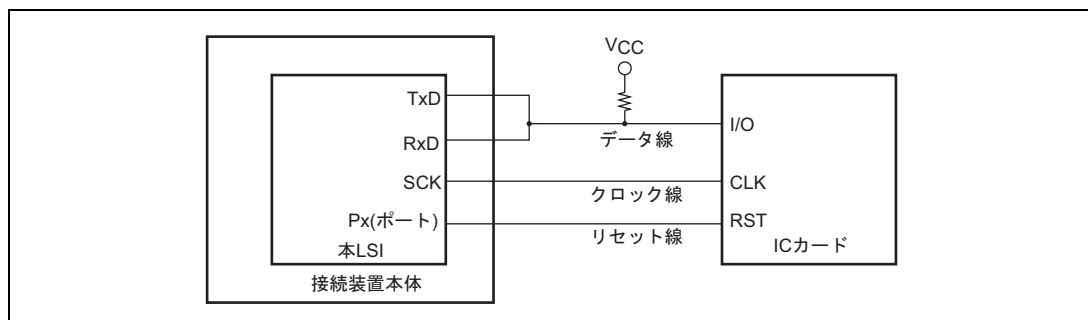 VCC
TxD
I/O
RxD
データ線
SCK
クロック線
CLK
Px(ポート)
リセット線
RST
本LSI
ICカード
接続装置本体